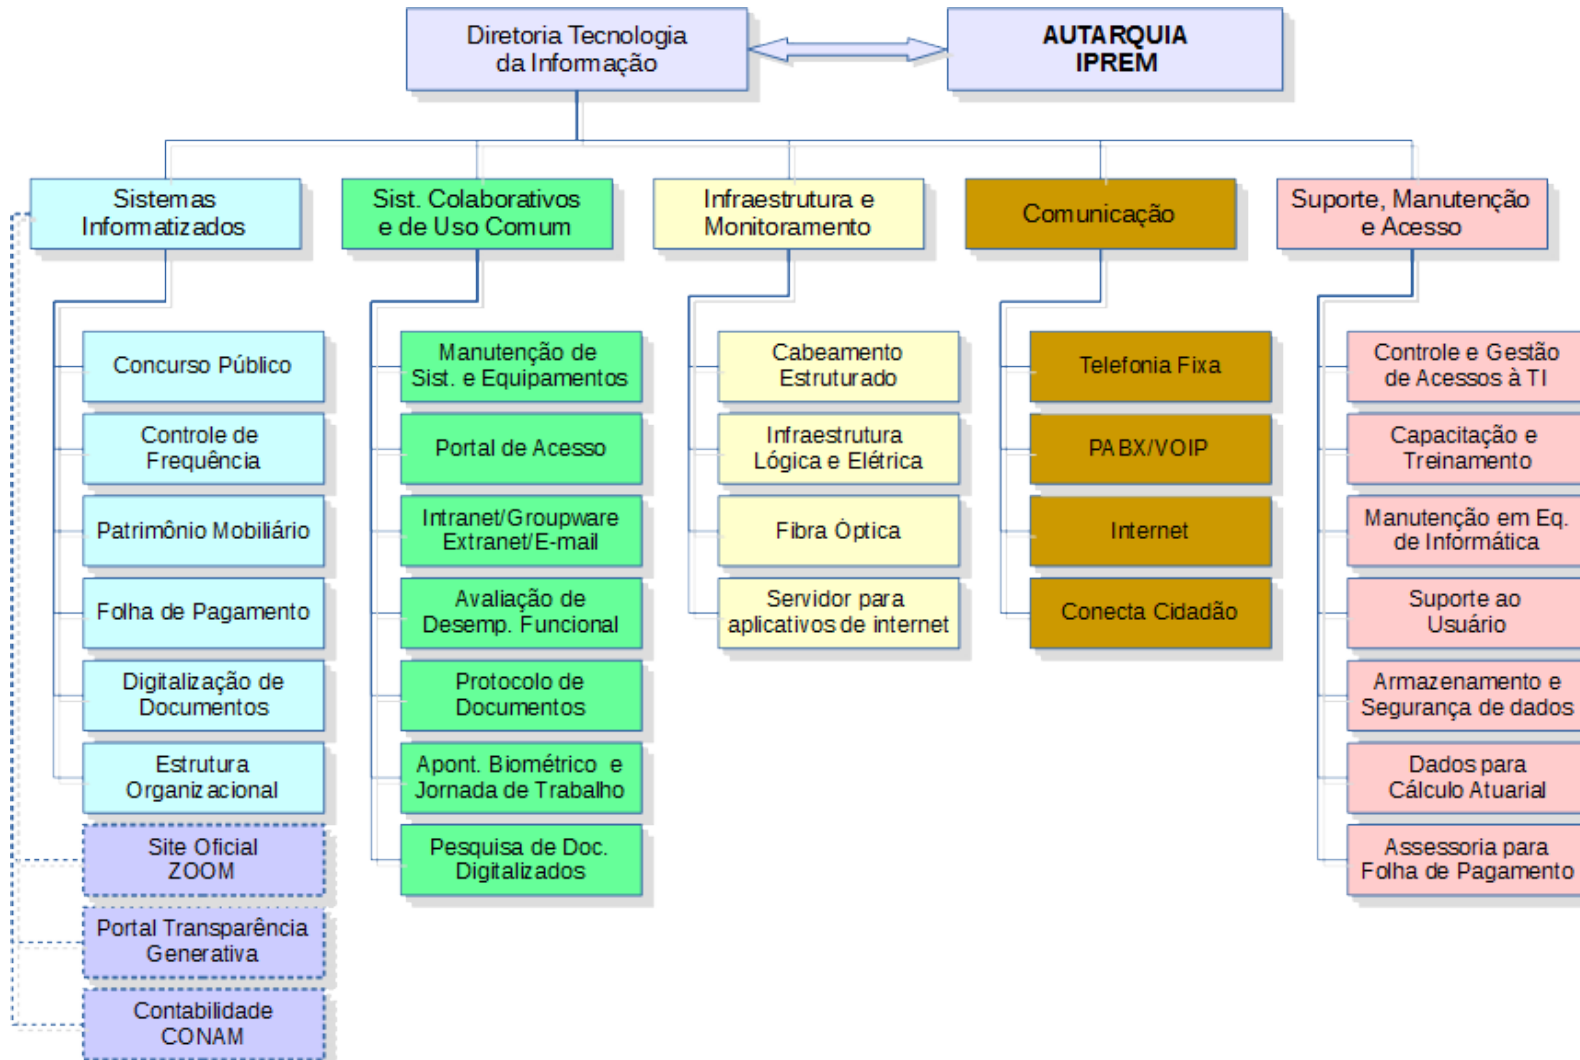 Diretoria Tecnologia
da Informação
AUTARQUIA
IPREM
Sistemas
Informatizados
Sist. Colaborativos
e de Uso Comum
Infraestrutura e
Monitoramento
Comunicação
Suporte, Manutenção
e Acesso
Concurso Público
Controle de
Frequência
Patrimônio Mobiliário
Folha de Pagamento
Digitalização de
Documentos
Estrutura
Organizacional
Site Oficial
ZOOM
Portal Transparência
Generativa
Contabilidade
CONAM
Manutenção de
Sist. e Equipamentos
Portal de Acesso
Intranet/Groupware
Extranet/E-mail
Avaliação de
Desemp. Funcional
Protocolo de
Documentos
Apont. Biométrico e
Jornada de Trabalho
Pesquisa de Doc.
Digitalizados
Cabeamento
Estruturado
Infraestrutura
Lógica e Elétrica
Fibra Óptica
Servidor para
aplicativos de internet
Telefonia Fixa
PABX/VOIP
Internet
Conecta Cidadão
Controle e Gestão
de Acessos à TI
Capacitação e
Treinamento
Manutenção em Eq.
de Informática
Suporte ao
Usuário
Armazenamento e
Segurança de dados
Dados para
Cálculo Atuarial
Assessoria para
Folha de Pagamento